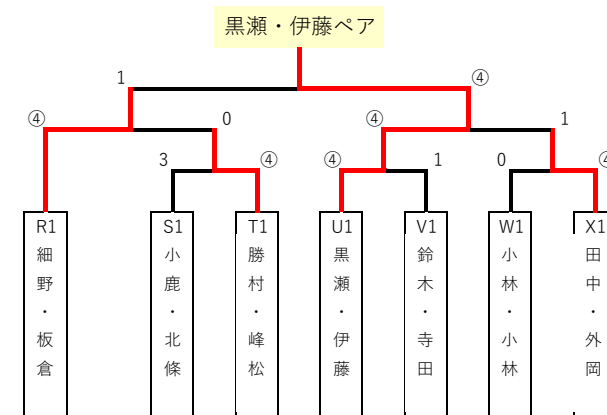 黒瀬・伊藤ペア
1 ④
④ 0 ④ 1
3 ④ ④ 1 0 ④
R1 S1 T1 U1 V1 W1 X1
細野・板倉
小鹿・北條
勝村・峰松
黒瀬・伊藤
鈴木・寺田
小林・小林
田中・外岡